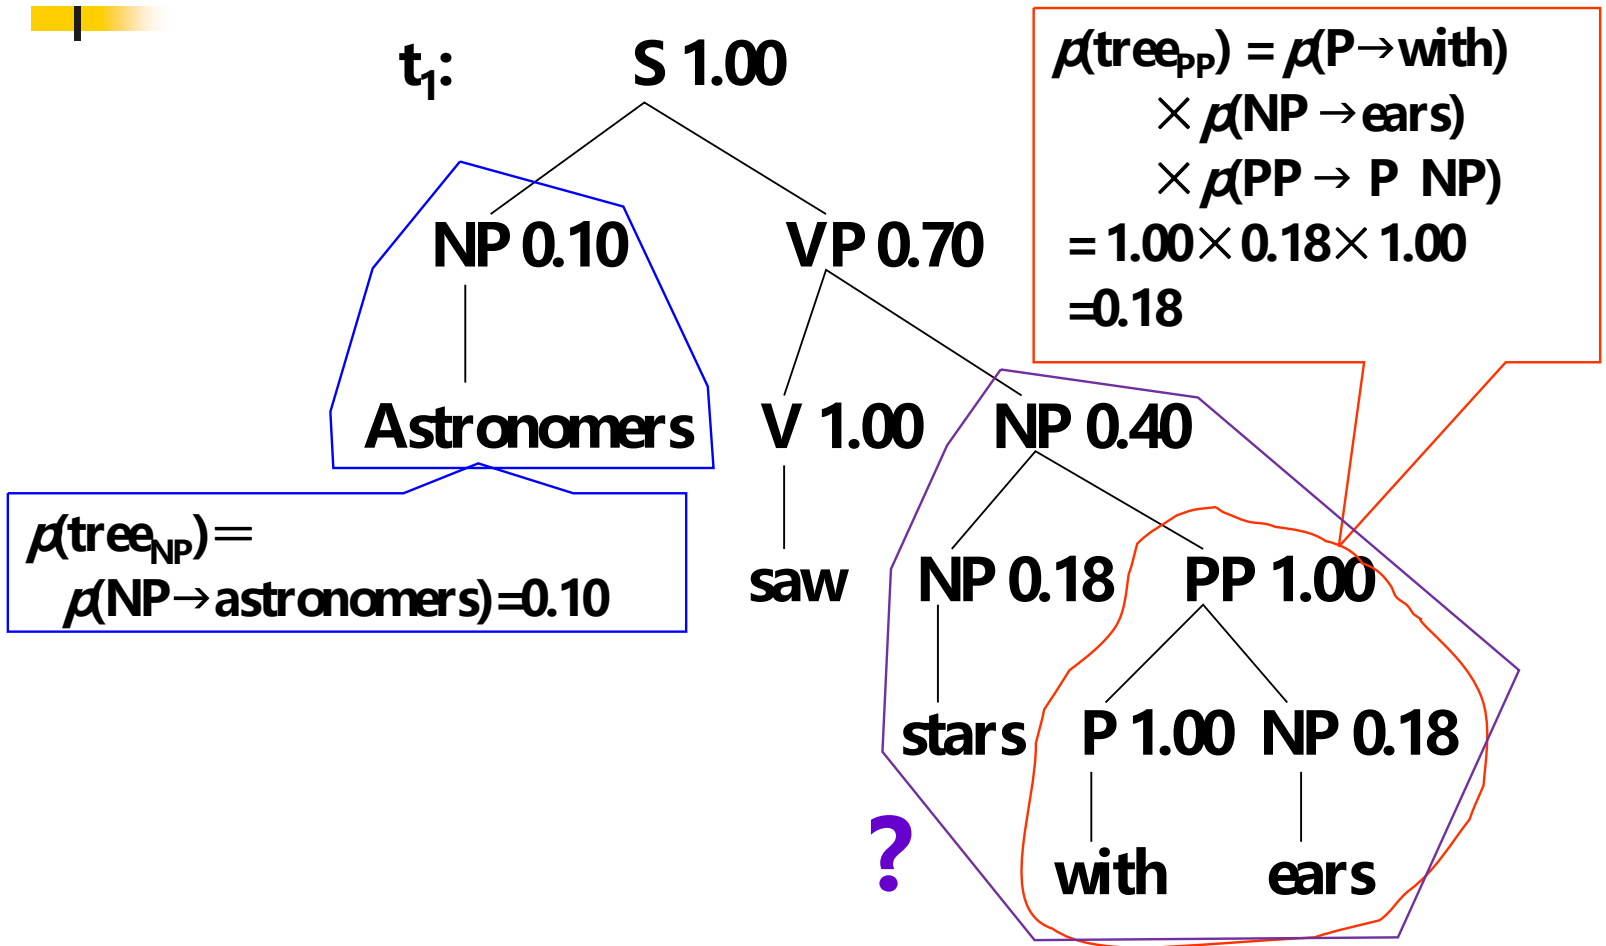 t1: S 1.00
p(treePP) = p(P→with)
× p(NP →ears)
× p(PP → P NP)
= 1.00×0.18×1.00
=0.18
NP 0.10 VP 0.70
Astronomers V 1.00 NP 0.40
p(treeNP)=
p(NP→astronomers)=0.10
saw NP 0.18 PP 1.00
stars P 1.00 NP 0.18
?
with ears